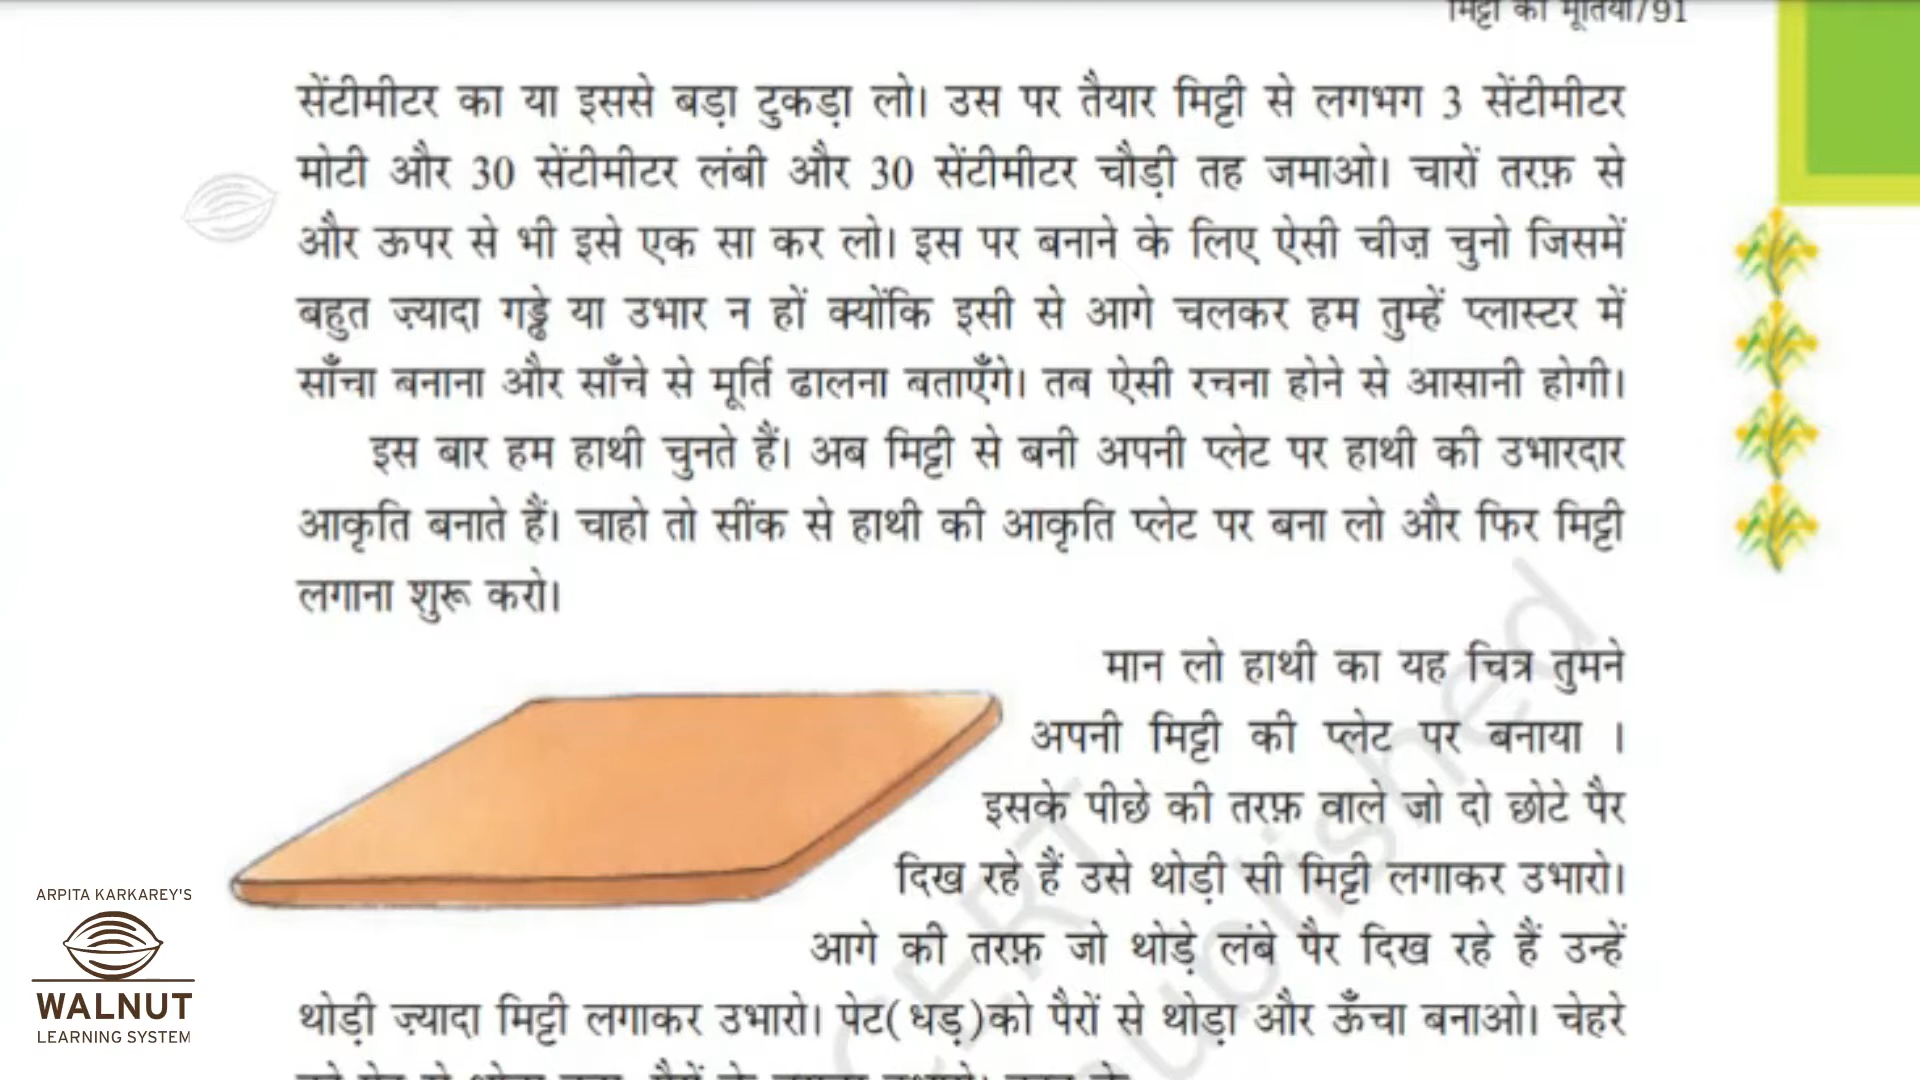 मिट्टी की मूर्तियाँ/91
सेंटीमीटर का या इससे बड़ा टुकड़ा लो। उस पर तैयार मिट्टी से लगभग 3 सेंटीमीटर
मोटी और 30 सेंटीमीटर लंबी और 30 सेंटीमीटर चौड़ी तह जमाओ। चारों तरफ़ से
और ऊपर से भी इसे एक सा कर लो। इस पर बनाने के लिए ऐसी चीज़ चुनो जिसमें
बहुत ज़्यादा गड्ढे या उभार न हों क्योंकि इसी से आगे चलकर हम तुम्हें प्लास्टर में
साँचा बनाना और साँचे से मूर्ति ढालना बताएँगे। तब ऐसी रचना होने से आसानी होगी।
इस बार हम हाथी चुनते हैं। अब मिट्टी से बनी अपनी प्लेट पर हाथी की उभारदार
आकृति बनाते हैं। चाहो तो सींक से हाथी की आकृति प्लेट पर बना लो और फिर मिट्टी
लगाना शुरू करो।
मान लो हाथी का यह चित्र तुमने
अपनी मिट्टी की प्लेट पर बनाया ।
इसके पीछे की तरफ़ वाले जो दो छोटे पैर
दिख रहे हैं उसे थोड़ी सी मिट्टी लगाकर उभारो।
आगे की तरफ़ जो थोड़े लंबे पैर दिख रहे हैं उन्हें
थोड़ी ज़्यादा मिट्टी लगाकर उभारो। पेट(धड़)को पैरों से थोड़ा और ऊँचा बनाओ। चेहरे
ARPITA KARKAREY'S
WALNUT
LEARNING SYSTEM